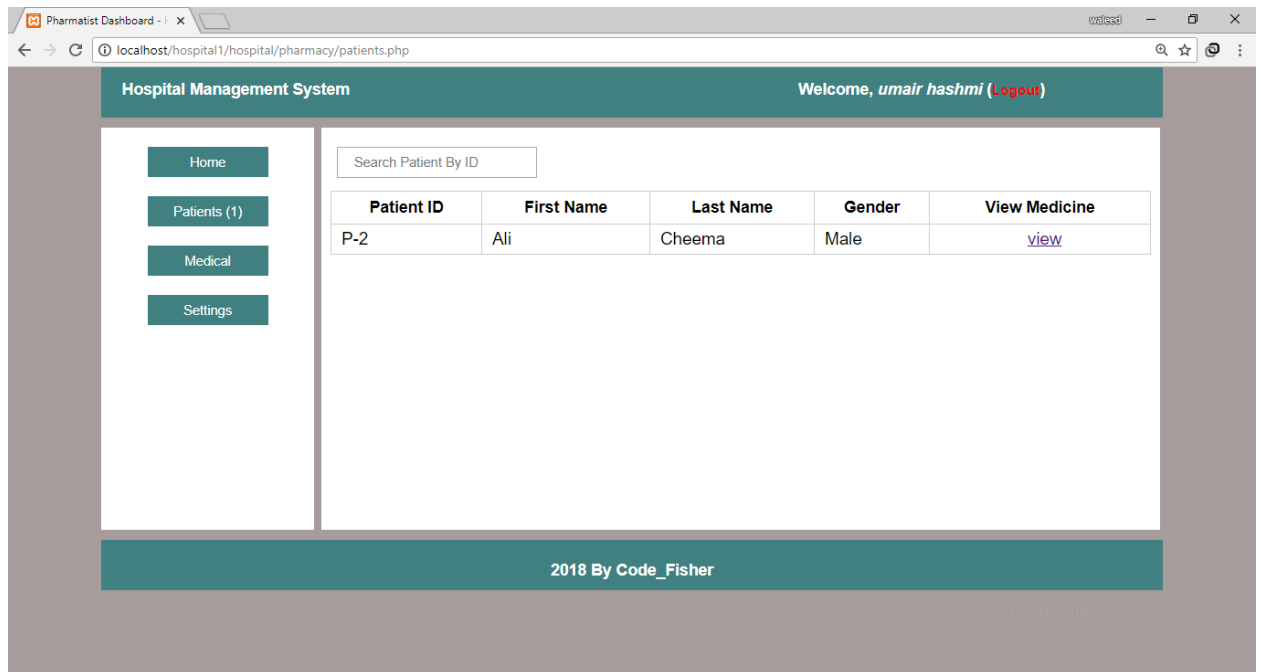 Pharmatist Dashboard - H
waleed
localhost/hospital1/hospital/pharmacy/patients.php
Hospital Management System
Welcome, umair hashmi (Logout)
Home
Patients (1)
Medical
Settings
Search Patient By ID
Patient ID First Name Last Name Gender View Medicine
P-2 Ali Cheema Male view
2018 By Code_Fisher
Activate Windows